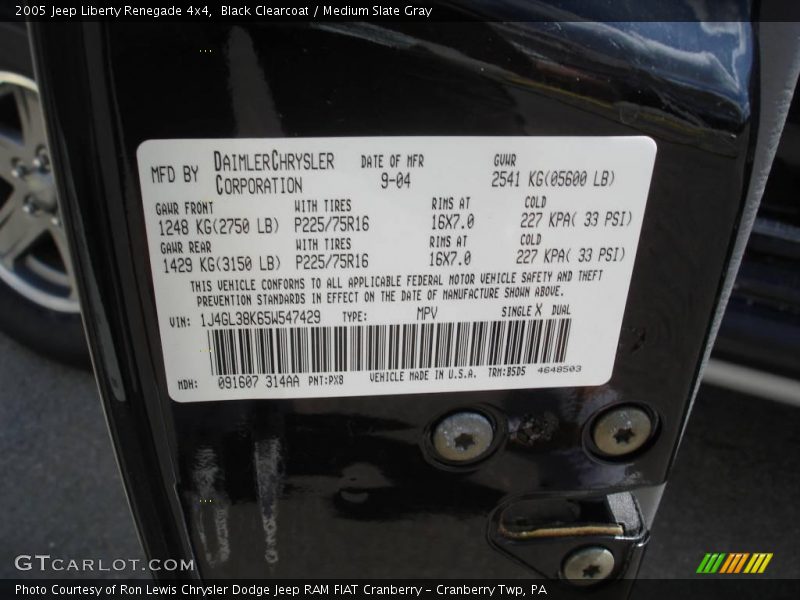 2005 Jeep Liberty Renegade 4x4,  Black Clearcoat / Medium Slate Gray
MFD BY DAIMLERCHRYSLER CORPORATION DATE OF MFR 9-04 GVWR 2541 KG(05600 LB)
GAWR FRONT WITH TIRES RIMS AT COLD
1248 KG(2750 LB) P225/75R16 16X7.0 227 KPA( 33 PSI)
GAWR REAR WITH TIRES RIMS AT COLD
1429 KG(3150 LB) P225/75R16 16X7.0 227 KPA( 33 PSI)
THIS VEHICLE CONFORMS TO ALL APPLICABLE FEDERAL MOTOR VEHICLE SAFETY AND THEFT
PREVENTION STANDARDS IN EFFECT ON THE DATE OF MANUFACTURE SHOWN ABOVE.
VIN: 1J4GL38K65W547429 TYPE: MPV SINGLE X DUAL
MDH: 091607 314AA PNT:PX8 VEHICLE MADE IN U.S.A. TRM:B5D5 4648503
GTCARLOT.COM
Photo Courtesy of Ron Lewis Chrysler Dodge Jeep RAM FIAT Cranberry – Cranberry Twp, PA